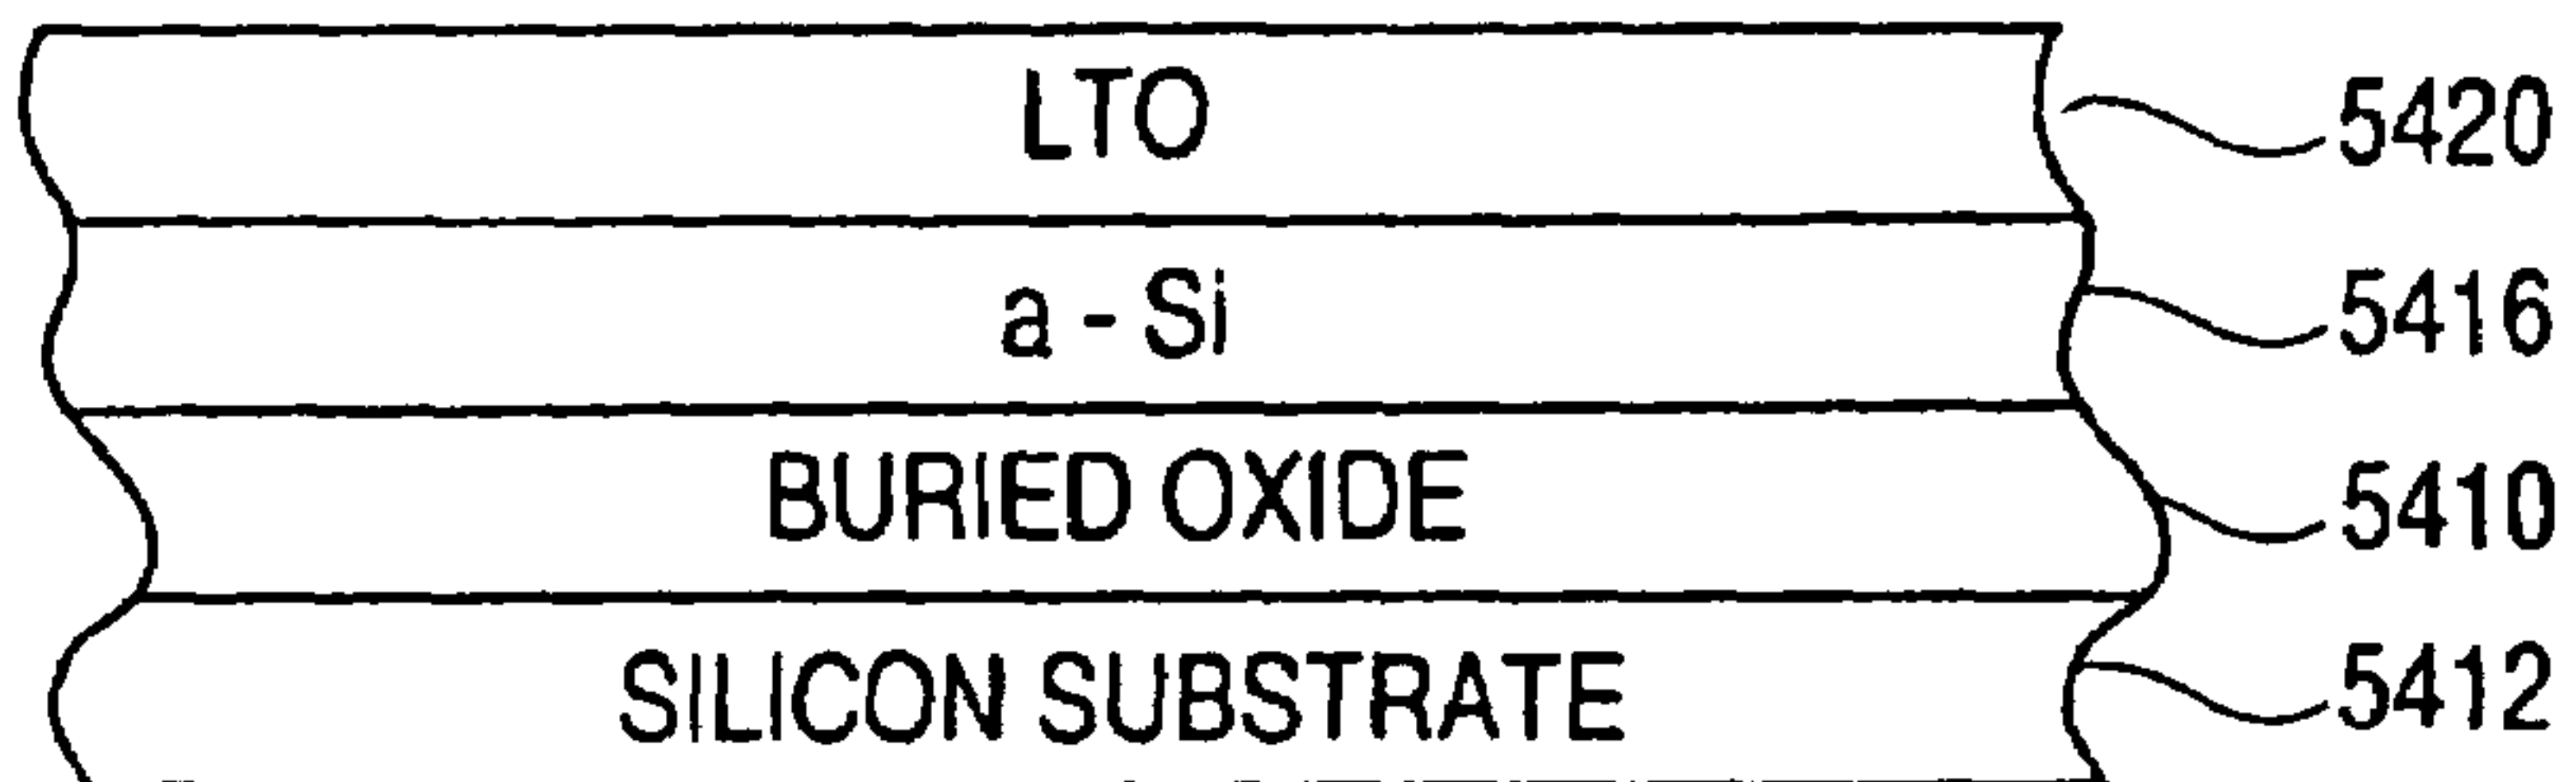 LTO 5420
a - Si 5416
BURIED OXIDE 5410
SILICON SUBSTRATE 5412